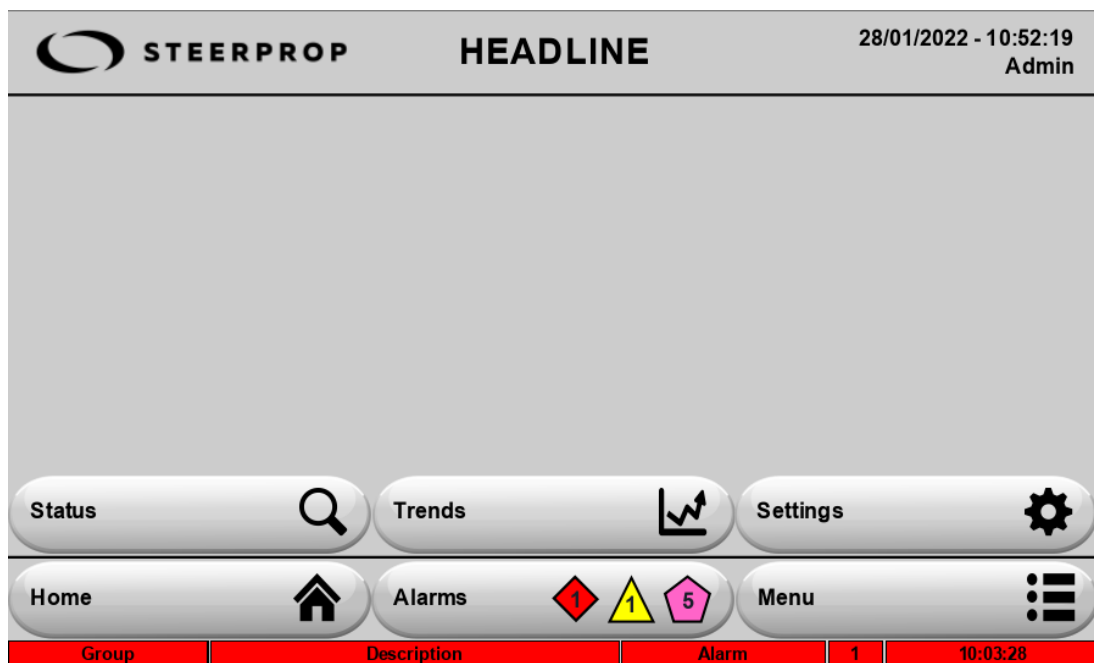 STEERPROP HEADLINE 28/01/2022 - 10:52:19
Admin
Status Trends Settings
Home Alarms 1 1 5 Menu
Group Description Alarm 1 10:03:28